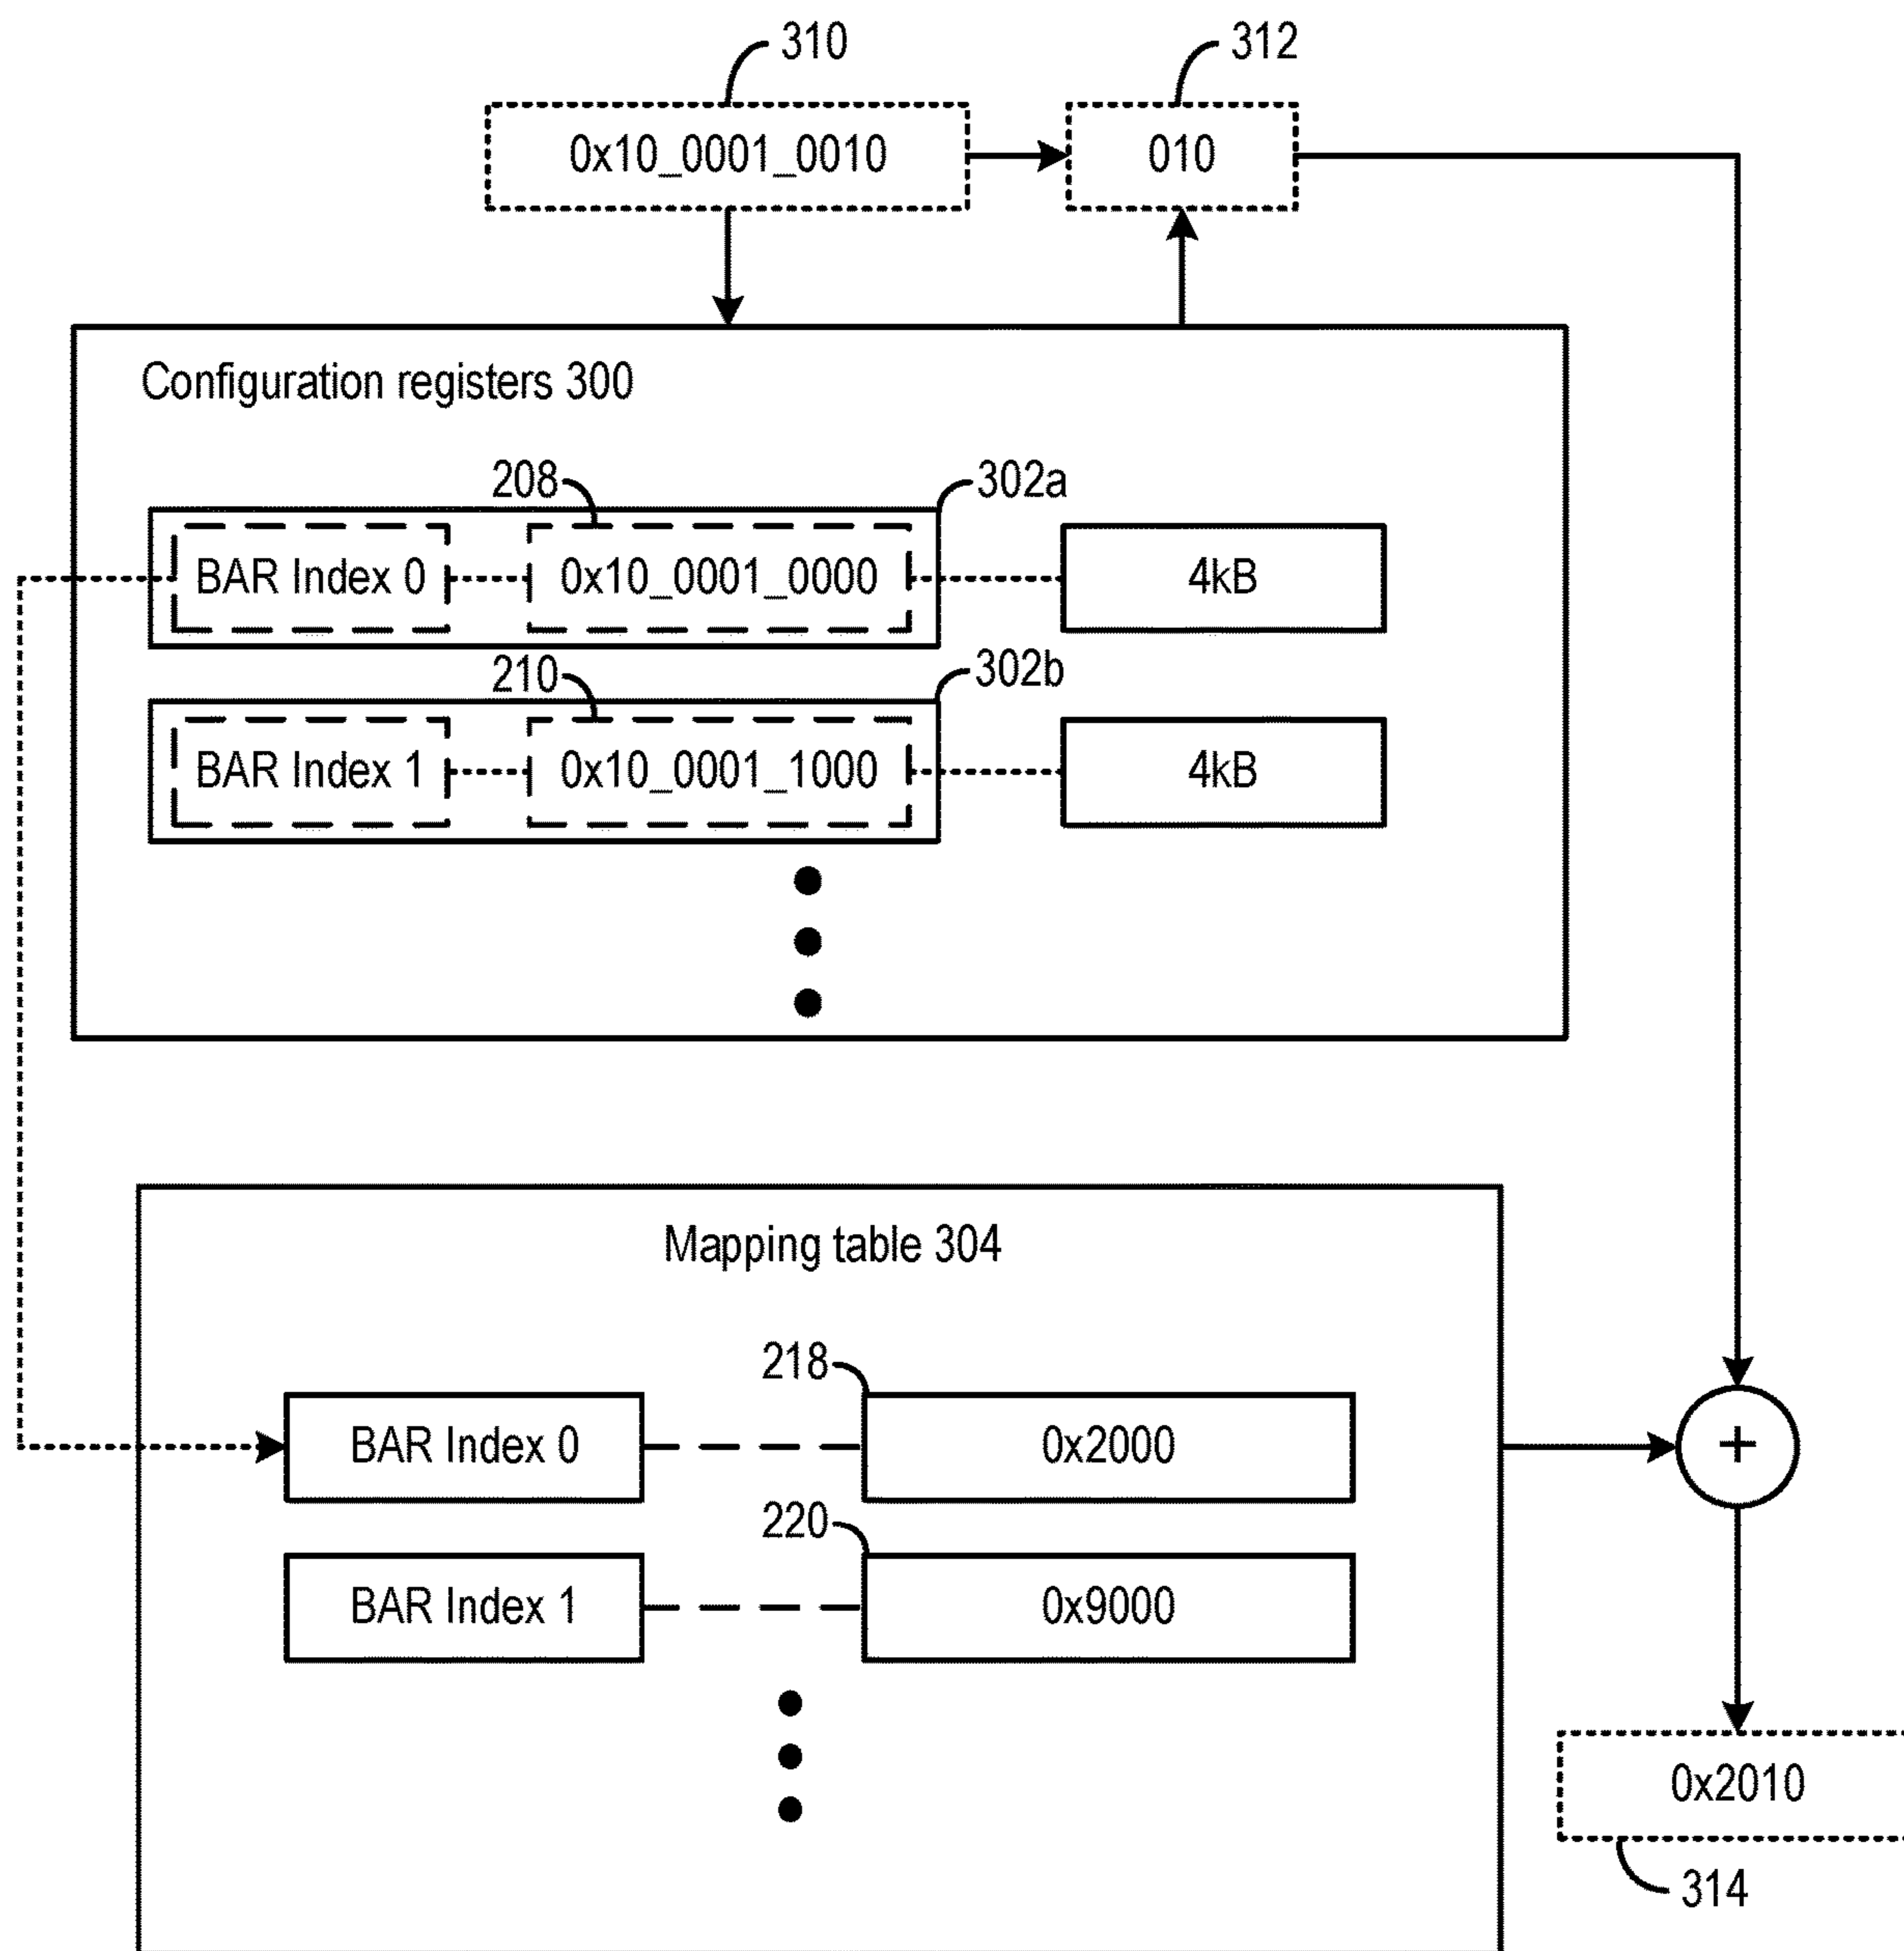 310
312
0x10_0001_0010
010
Configuration registers 300
208
302a
BAR Index 0
0x10_0001_0000
4kB
210
302b
BAR Index 1
0x10_0001_1000
4kB
Mapping table 304
218
BAR Index 0
0x2000
+
220
BAR Index 1
0x9000
0x2010
314